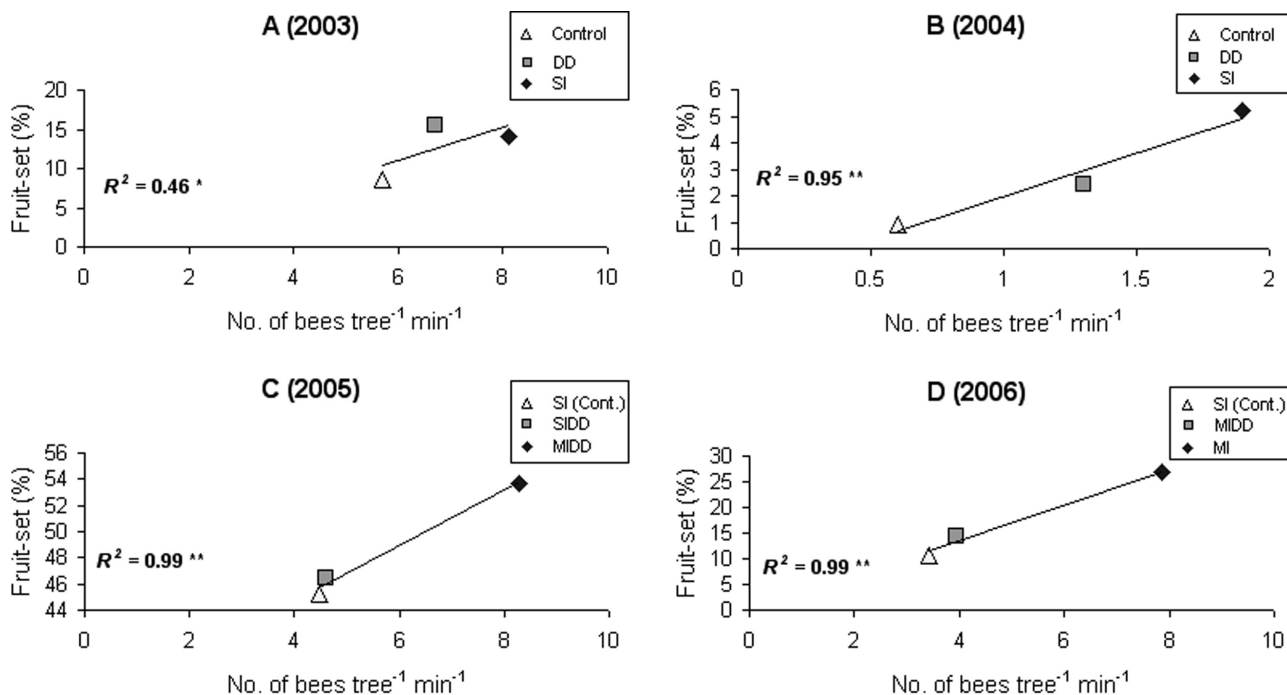 A (2003)
Control
DD
SI
Fruit-set (%)
20
15
10
5
0
R² = 0.46 *
0 2 4 6 8 10
No. of bees tree⁻¹ min⁻¹
B (2004)
Control
DD
SI
Fruit-set (%)
6
5
4
3
2
1
0
R² = 0.95 **
0 0.5 1 1.5 2
No. of bees tree⁻¹ min⁻¹
C (2005)
SI (Cont.)
SIDD
MIDD
Fruit-set (%)
56
54
52
50
48
46
44
R² = 0.99 **
0 2 4 6 8 10
No. of bees tree⁻¹ min⁻¹
D (2006)
SI (Cont.)
MIDD
MI
Fruit-set (%)
30
25
20
15
10
5
0
R² = 0.99 **
0 2 4 6 8 10
No. of bees tree⁻¹ min⁻¹